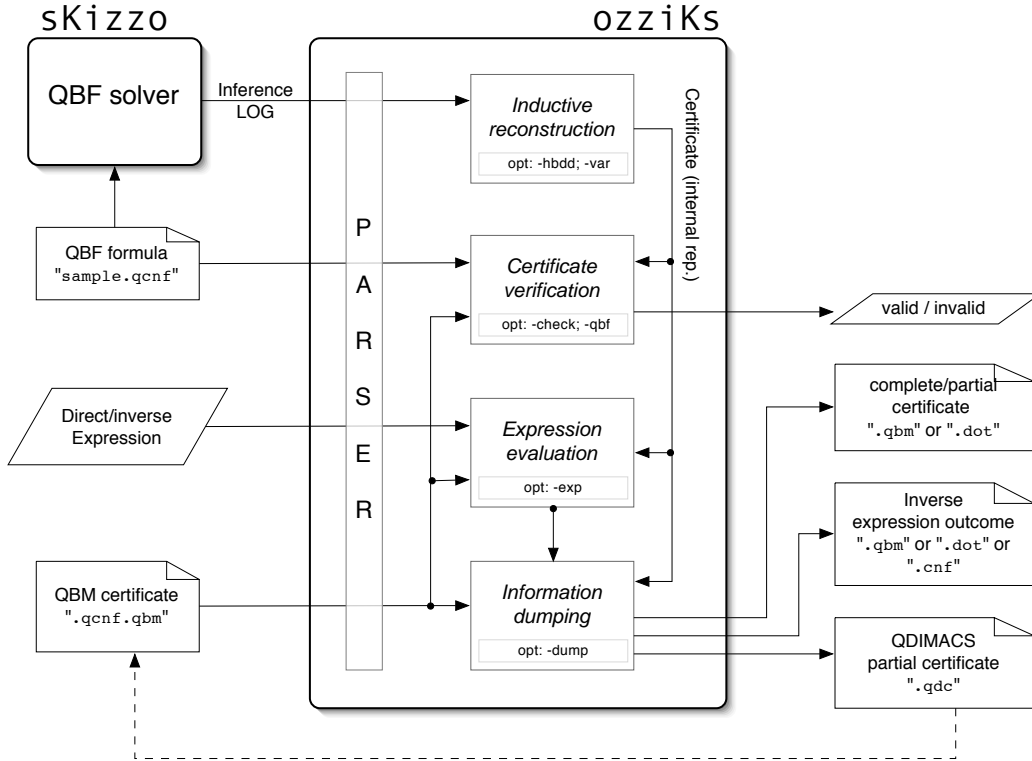 sKizzo
ozziKs
QBF solver
Inference
LOG
Inductive
reconstruction
opt: -hbdd; -var
Certificate (internal rep.)
P
A
R
S
E
R
QBF formula
"sample.qcnf"
Certificate
verification
opt: -check; -qbf
valid / invalid
Direct/inverse
Expression
Expression
evaluation
opt: -exp
complete/partial
certificate
".qbm" or ".dot"
Inverse
expression outcome
".qbm" or ".dot" or
".cnf"
QBM certificate
".qcnf.qbm"
Information
dumping
opt: -dump
QDIMACS
partial certificate
".qdc"